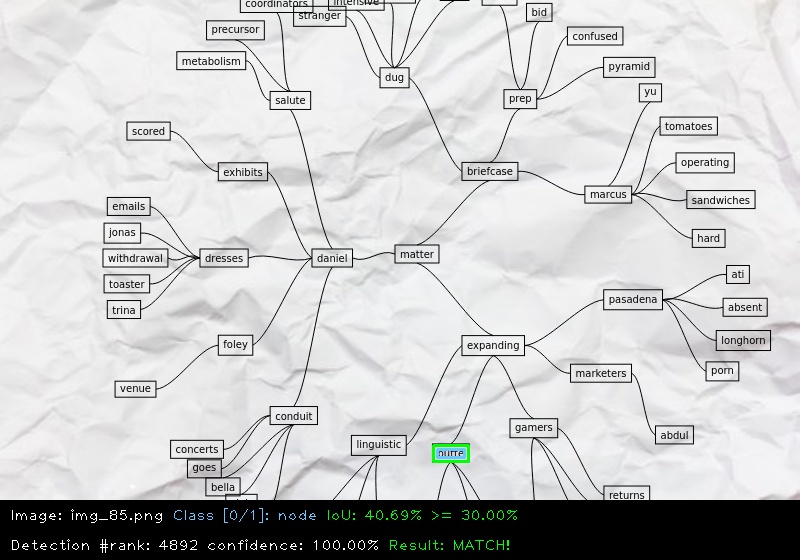 coordinators
intensive
stranger
bid
precursor
confused
metabolism
dug
pyramid
salute
prep
yu
scored
tomatoes
operating
exhibits
briefcase
marcus
sandwiches
emails
jonas
hard
withdrawal
dresses
daniel
matter
toaster
ati
trina
pasadena
absent
foley
expanding
longhorn
venue
marketers
porn
conduit
gamers
abdul
concerts
linguistic
goes
bella
returns
Image: img_85.png Class [0/1]: node IoU: 40.69% >= 30.00%
Detection #rank: 4892 confidence: 100.00% Result: MATCH!